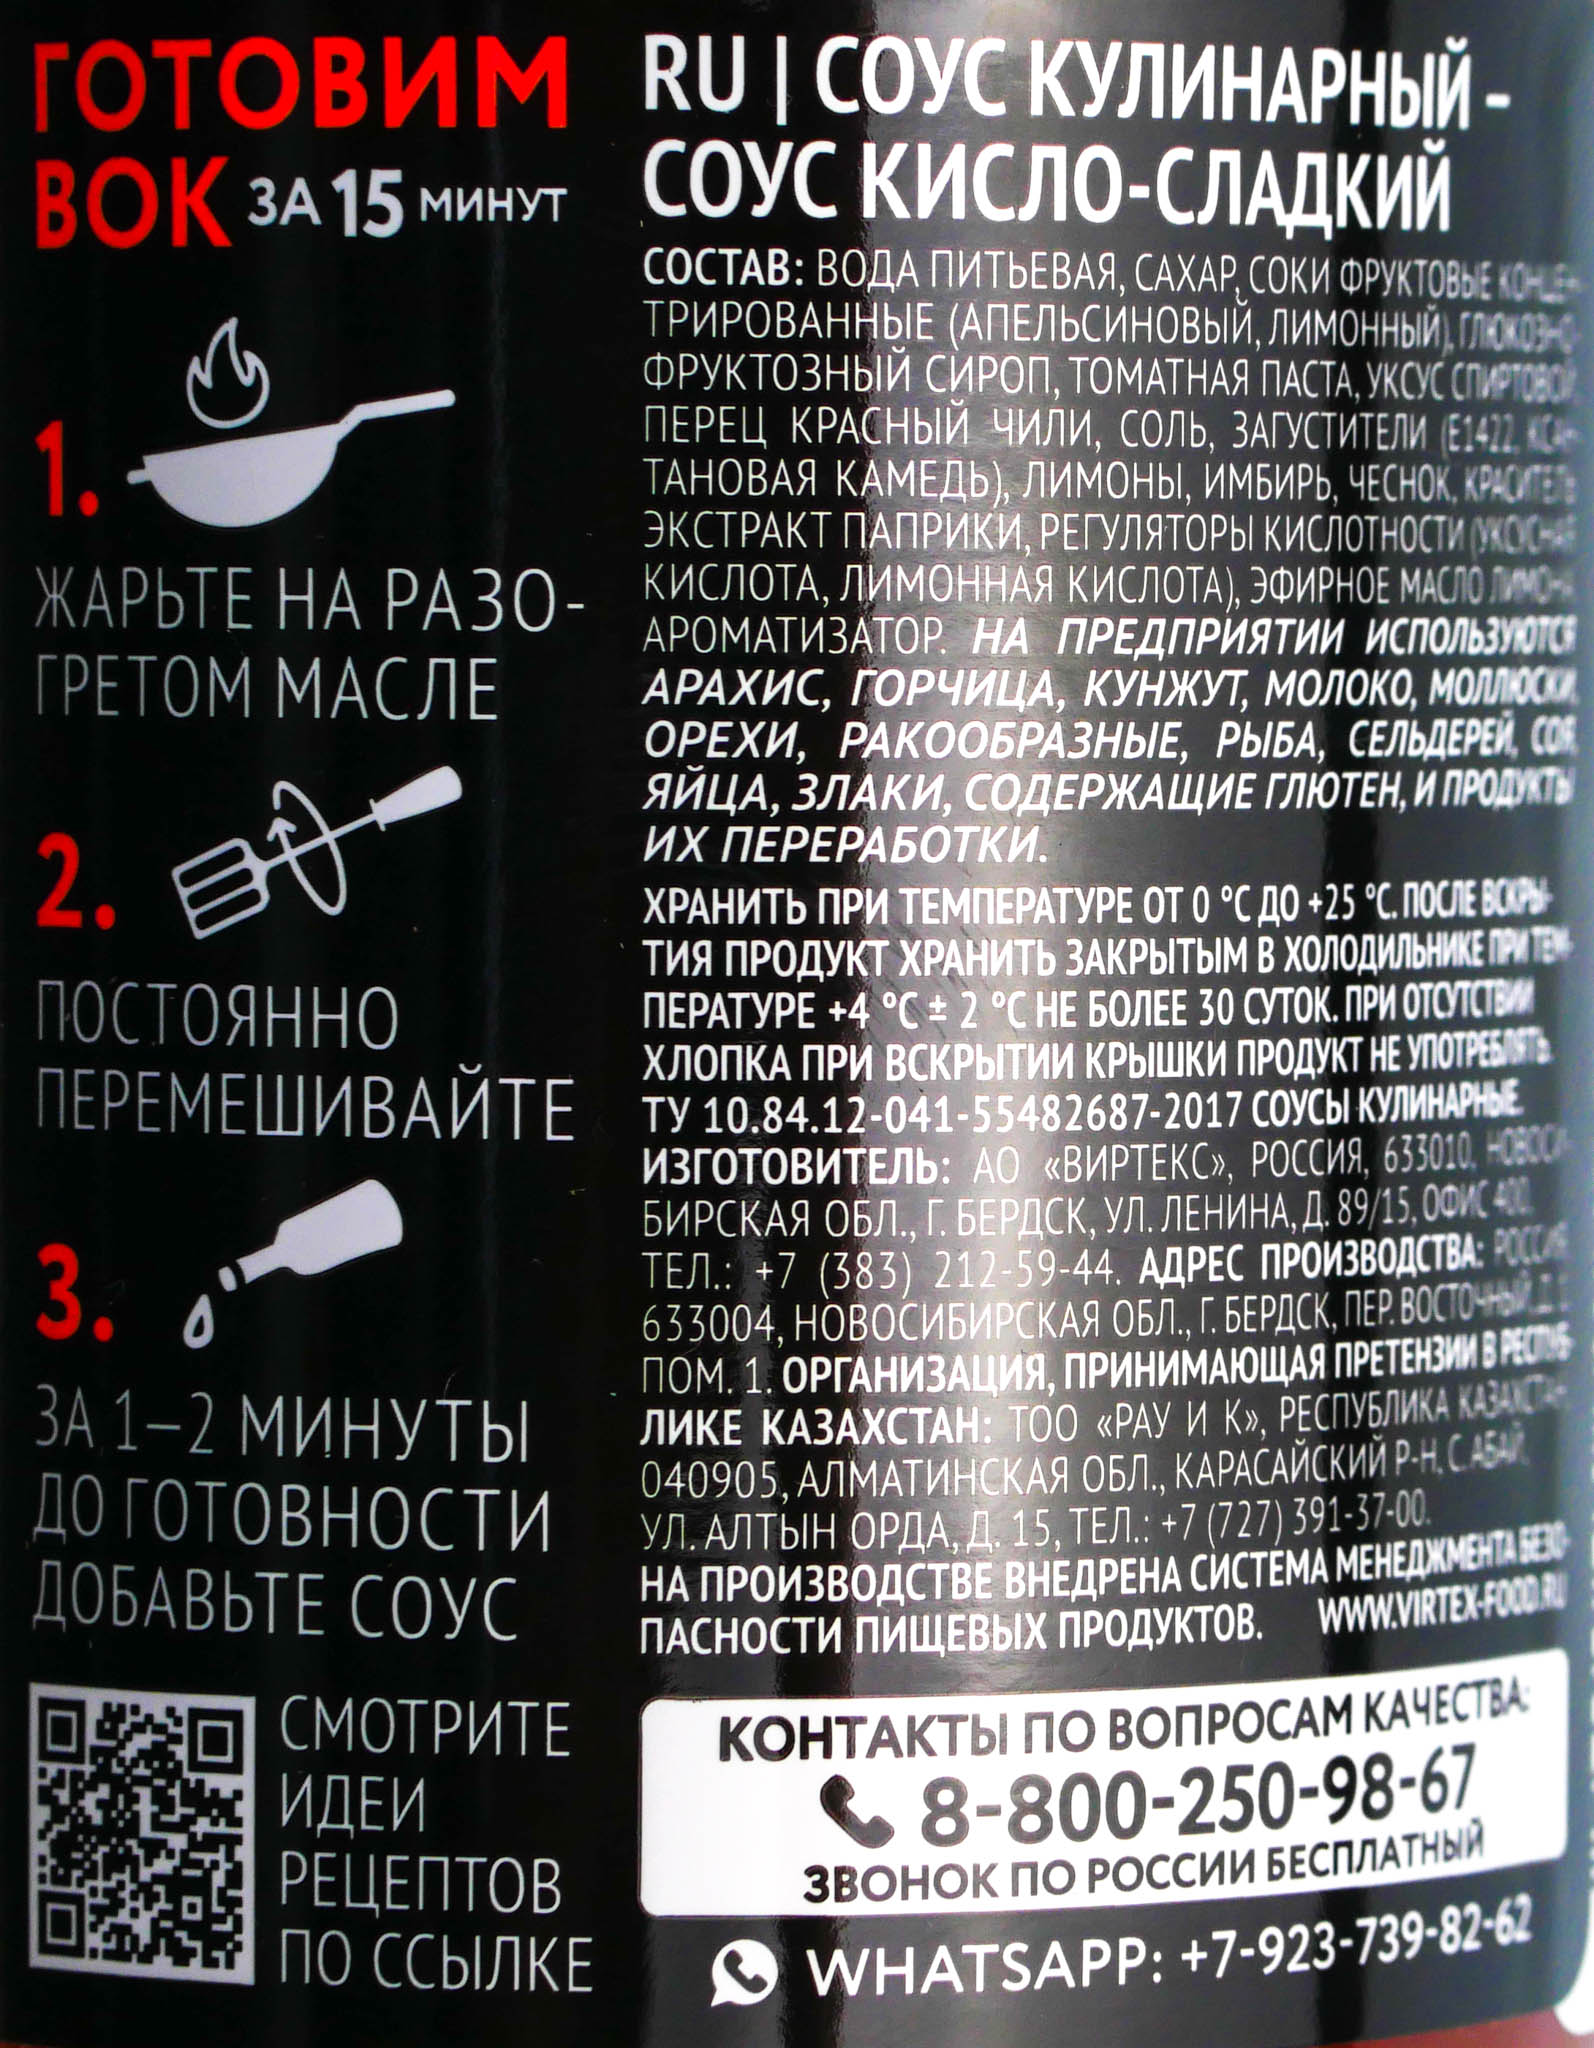 ГОТОВИМ
ВОК ЗА 15 МИНУТ
1.
ЖАРЬТЕ НА РАЗО-
ГРЕТОМ МАСЛЕ
2.
ПОСТОЯННО
ПЕРЕМЕШИВАЙТЕ
3.
ЗА 1–2 МИНУТЫ
ДО ГОТОВНОСТИ
ДОБАВЬТЕ СОУС
СМОТРИТЕ
ИДЕИ
РЕЦЕПТОВ
ПО ССЫЛКЕ
RU | СОУС КУЛИНАРНЫЙ -
СОУС КИСЛО-СЛАДКИЙ
СОСТАВ: ВОДА ПИТЬЕВАЯ, САХАР, СОКИ ФРУКТОВЫЕ КОНЦЕН-
ТРИРОВАННЫЕ (АПЕЛЬСИНОВЫЙ, ЛИМОННЫЙ), ГЛЮКОЗНО-
ФРУКТОЗНЫЙ СИРОП, ТОМАТНАЯ ПАСТА, УКСУС СПИРТОВОЙ,
ПЕРЕЦ КРАСНЫЙ ЧИЛИ, СОЛЬ, ЗАГУСТИТЕЛИ (Е1422, КСАН-
ТАНОВАЯ КАМЕДЬ), ЛИМОНЫ, ИМБИРЬ, ЧЕСНОК, КРАСИТЕЛЬ
ЭКСТРАКТ ПАПРИКИ, РЕГУЛЯТОРЫ КИСЛОТНОСТИ (УКСУСНАЯ
КИСЛОТА, ЛИМОННАЯ КИСЛОТА), ЭФИРНОЕ МАСЛО ЛИМОНА,
АРОМАТИЗАТОР. НА ПРЕДПРИЯТИИ ИСПОЛЬЗУЮТСЯ
АРАХИС, ГОРЧИЦА, КУНЖУТ, МОЛОКО, МОЛЛЮСКИ,
ОРЕХИ, РАКООБРАЗНЫЕ, РЫБА, СЕЛЬДЕРЕЙ, СОЯ,
ЯЙЦА, ЗЛАКИ, СОДЕРЖАЩИЕ ГЛЮТЕН, И ПРОДУКТЫ
ИХ ПЕРЕРАБОТКИ.
ХРАНИТЬ ПРИ ТЕМПЕРАТУРЕ ОТ 0 °С ДО +25 °С. ПОСЛЕ ВСКРЫ-
ТИЯ ПРОДУКТ ХРАНИТЬ ЗАКРЫТЫМ В ХОЛОДИЛЬНИКЕ ПРИ ТЕМ-
ПЕРАТУРЕ +4 °С ± 2 °С НЕ БОЛЕЕ 30 СУТОК. ПРИ ОТСУТСТВИИ
ХЛОПКА ПРИ ВСКРЫТИИ КРЫШКИ ПРОДУКТ НЕ УПОТРЕБЛЯТЬ.
ТУ 10.84.12-041-55482687-2017 СОУСЫ КУЛИНАРНЫЕ.
ИЗГОТОВИТЕЛЬ: АО «ВИРТЕКС», РОССИЯ, 633010, НОВОСИ-
БИРСКАЯ ОБЛ., Г. БЕРДСК, УЛ. ЛЕНИНА, Д. 89/15, ОФИС 400,
ТЕЛ.: +7 (383) 212-59-44. АДРЕС ПРОИЗВОДСТВА: РОССИЯ,
633004, НОВОСИБИРСКАЯ ОБЛ., Г. БЕРДСК, ПЕР. ВОСТОЧНЫЙ, Д.
ПОМ. 1. ОРГАНИЗАЦИЯ, ПРИНИМАЮЩАЯ ПРЕТЕНЗИИ В РЕСПУБ-
ЛИКЕ КАЗАХСТАН: ТОО «РАУ И К», РЕСПУБЛИКА КАЗАХСТАН,
040905, АЛМАТИНСКАЯ ОБЛ., КАРАСАЙСКИЙ Р-Н, С. АБАЙ,
УЛ. АЛТЫН ОРДА, Д. 15, ТЕЛ.: +7 (727) 391-37-00.
НА ПРОИЗВОДСТВЕ ВНЕДРЕНА СИСТЕМА МЕНЕДЖМЕНТА БЕЗО-
ПАСНОСТИ ПИЩЕВЫХ ПРОДУКТОВ. WWW.VIRTEX-FOOD.RU
КОНТАКТЫ ПО ВОПРОСАМ КАЧЕСТВА:
8-800-250-98-67
ЗВОНОК ПО РОССИИ БЕСПЛАТНЫЙ
WHATSAPP: +7-923-739-82-62